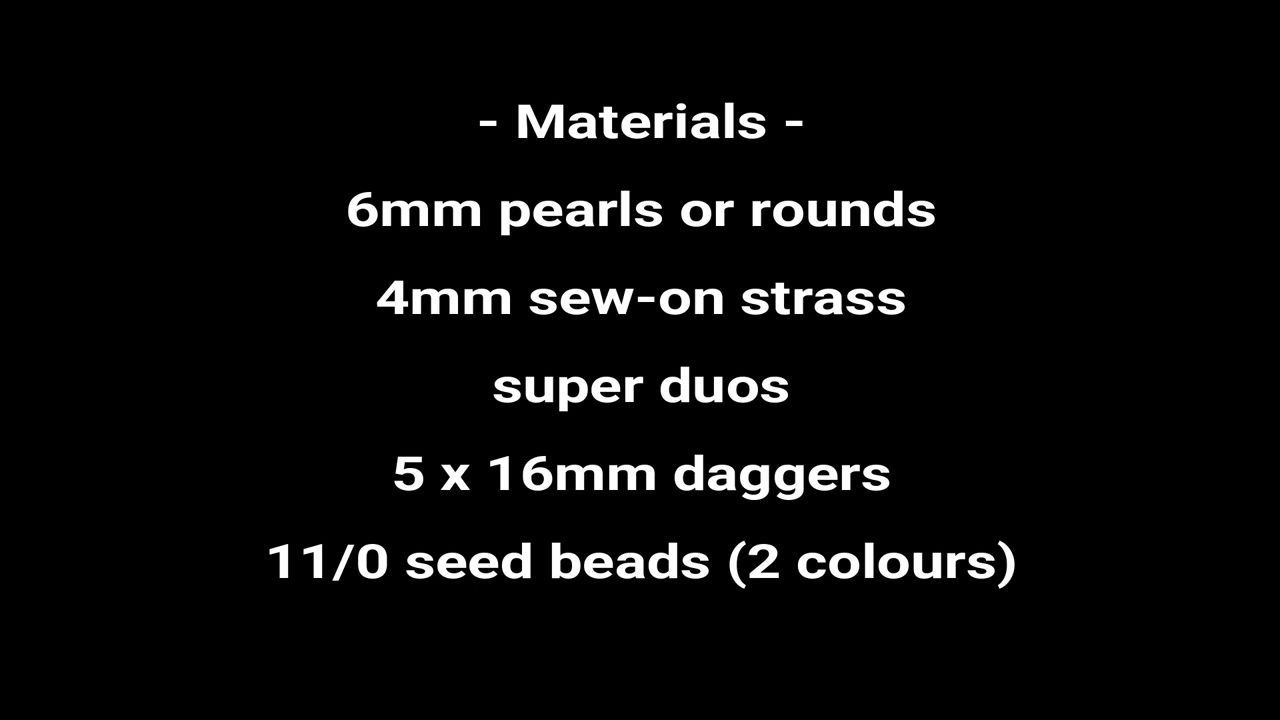 - Materials -
6mm pearls or rounds
4mm sew-on strass
super duos
5 x 16mm daggers
11/0 seed beads (2 colours)